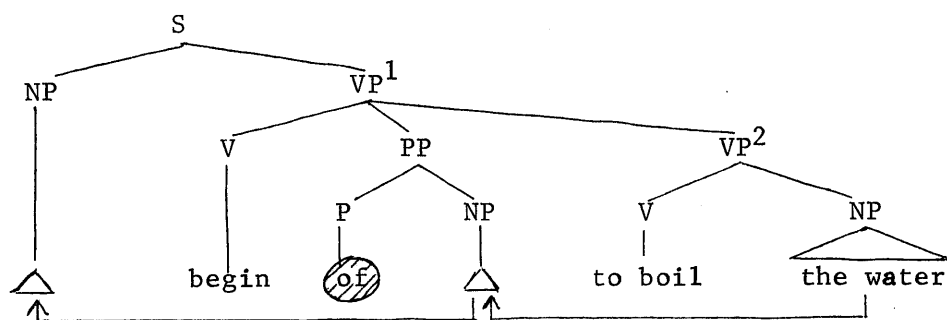 S
NP VP1
V PP VP2
P NP V NP
begin of to boil the water